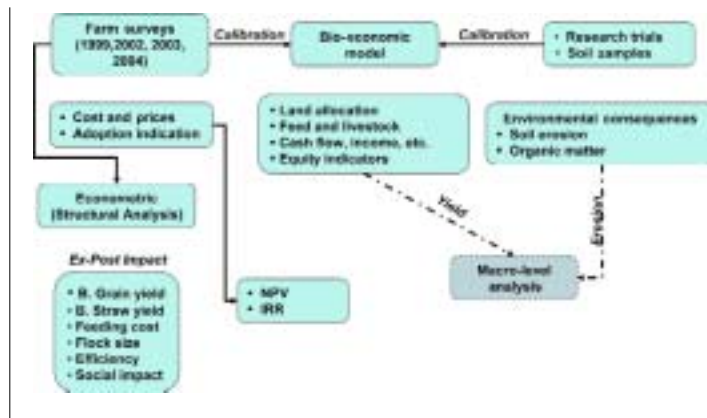 Farm surveys
(1999,2002, 2003,
2004)
Calibration
Bio-economic
model
Calibration
• Research trials
• Soil samples
• Cost and prices
• Adoption indication
• Land allocation
• Feed and livestock
• Cash flow, income, etc.
• Equity indicators
Environmental consequences
• Soil erosion
• Organic matter
Econometric
(Structural Analysis)
Yield
Erosion
Macro-level
analysis
Ex-Post Impact
• B. Grain yield
• B. Straw yield
• Feeding cost
• Flock size
• Efficiency
• Social impact
• NPV
• IRR